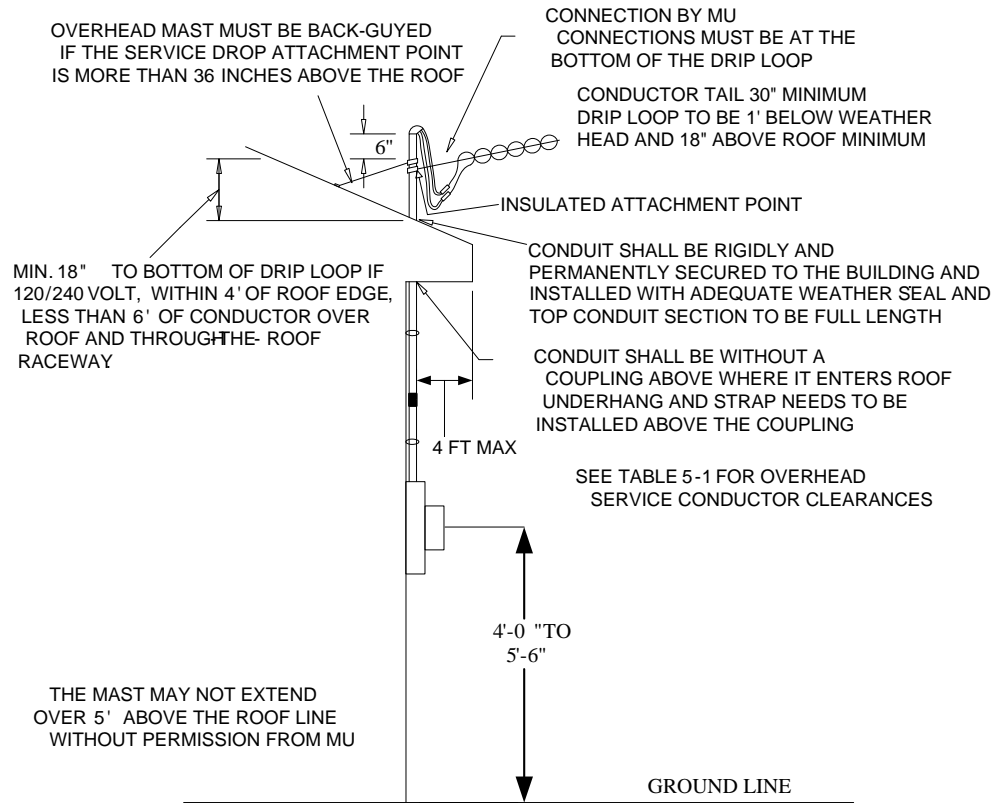 OVERHEAD MAST MUST BE BACK-GUYED
IF THE SERVICE DROP ATTACHMENT POINT
IS MORE THAN 36 INCHES ABOVE THE ROOF
CONNECTION BY MU
CONNECTIONS MUST BE AT THE
BOTTOM OF THE DRIP LOOP
CONDUCTOR TAIL 30" MINIMUM
DRIP LOOP TO BE 1' BELOW WEATHER
HEAD AND 18" ABOVE ROOF MINIMUM
6"
INSULATED ATTACHMENT POINT
MIN. 18" TO BOTTOM OF DRIP LOOP IF
120/240 VOLT, WITHIN 4' OF ROOF EDGE,
LESS THAN 6' OF CONDUCTOR OVER
ROOF AND THROUGH-THE- ROOF
RACEWAY.
CONDUIT SHALL BE RIGIDLY AND
PERMANENTLY SECURED TO THE BUILDING AND
INSTALLED WITH ADEQUATE WEATHER SEAL AND
TOP CONDUIT SECTION TO BE FULL LENGTH
CONDUIT SHALL BE WITHOUT A
COUPLING ABOVE WHERE IT ENTERS ROOF
UNDERHANG AND STRAP NEEDS TO BE
INSTALLED ABOVE THE COUPLING
4 FT MAX
SEE TABLE 5-1 FOR OVERHEAD
SERVICE CONDUCTOR CLEARANCES
4'-0 "TO
5'-6"
THE MAST MAY NOT EXTEND
OVER 5' ABOVE THE ROOF LINE
WITHOUT PERMISSION FROM MU
GROUND LINE